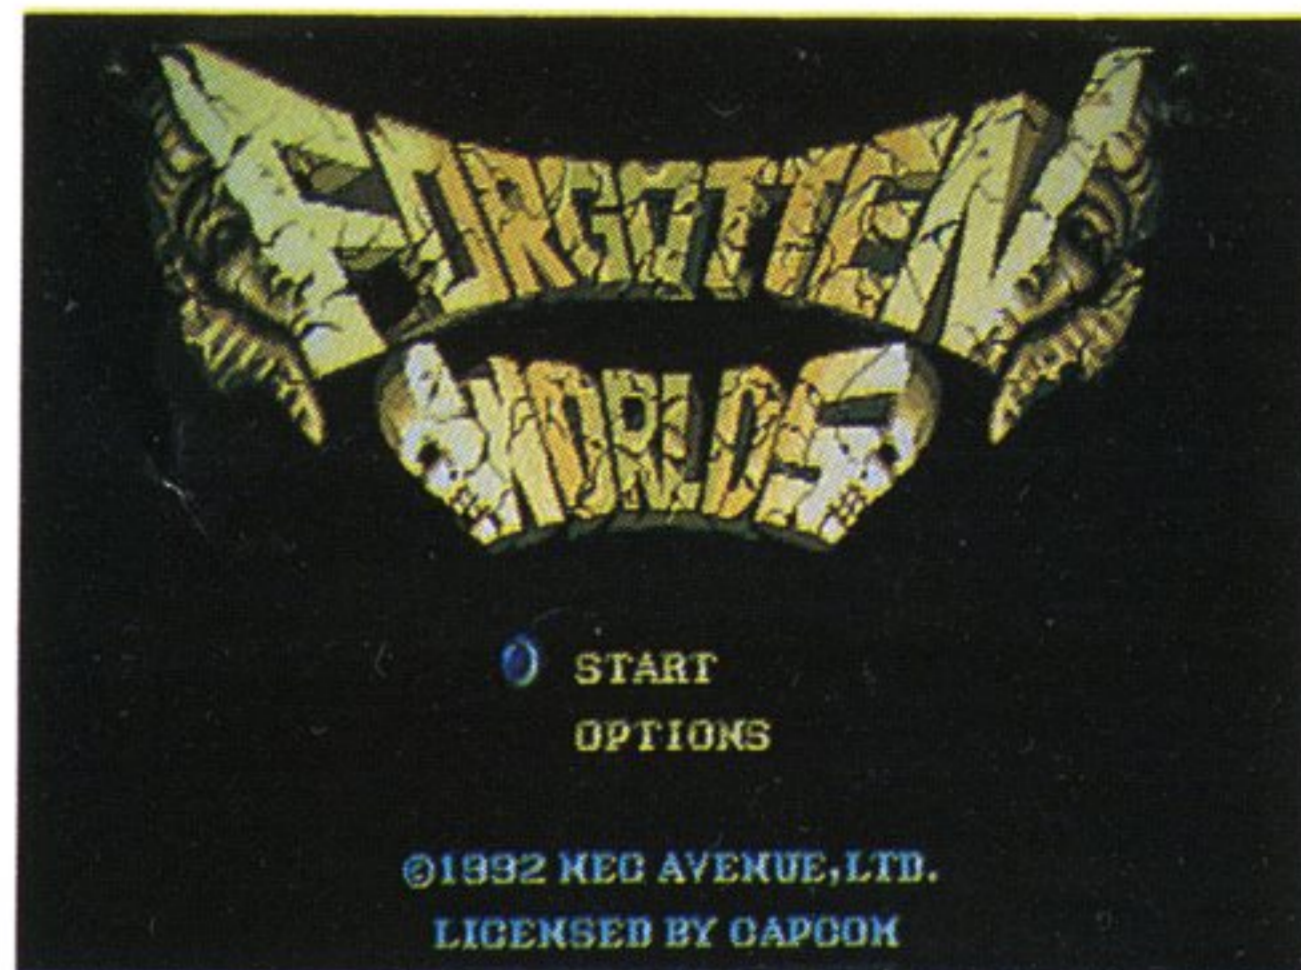 FORGOTTEN
WORLDS
START
OPTIONS
©1992 NEC AVENUE,LTD.
LICENSED BY CAPCOM